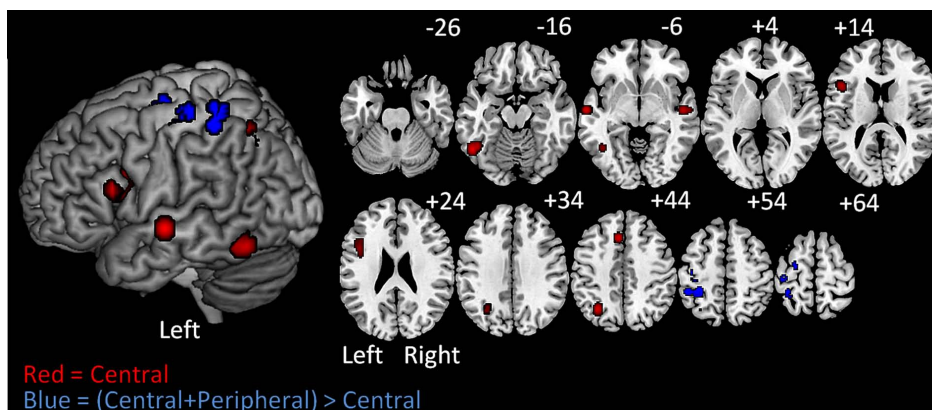 -26 -16 -6 +4 +14
+24 +34 +44 +54 +64
Left
Left Right
Red = Central
Blue = (Central+Peripheral) > Central